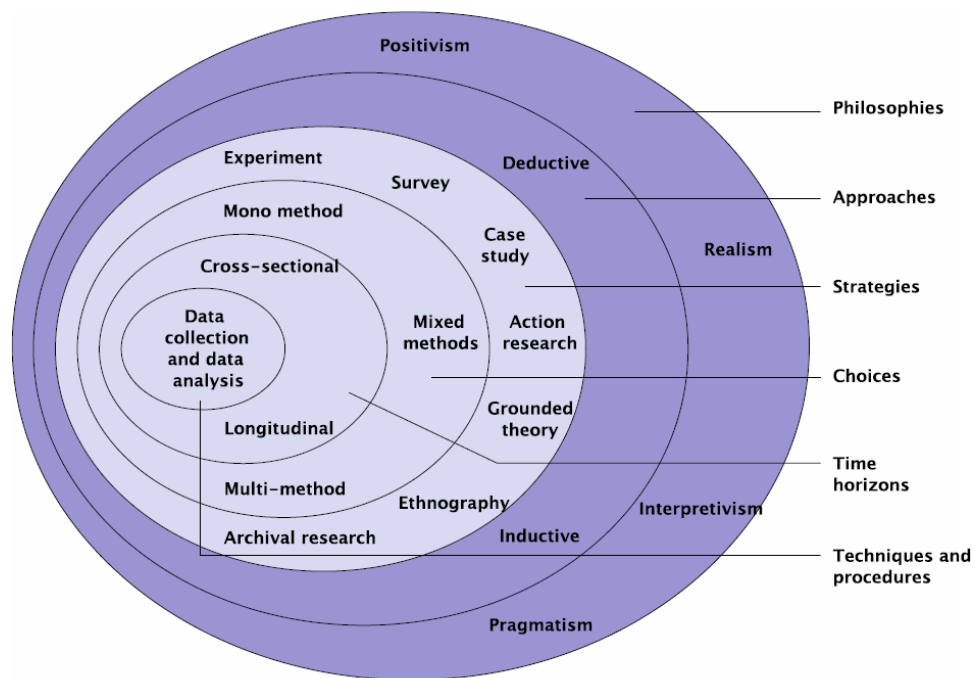 Positivism
Philosophies
Experiment
Survey
Deductive
Approaches
Mono method
Case
study
Realism
Cross-sectional
Strategies
Data
collection
and data
analysis
Mixed
methods
Action
research
Choices
Grounded
theory
Longitudinal
Time
horizons
Multi-method
Ethnography
Interpretivism
Archival research
Inductive
Techniques and
procedures
Pragmatism